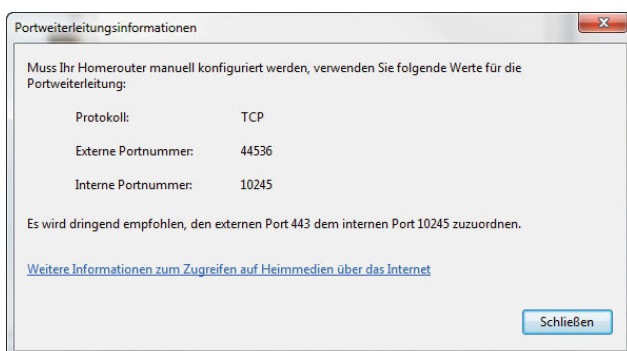 Portweiterleitungsinformationen
Muss Ihr Homerouter manuell konfiguriert werden, verwenden Sie folgende Werte für die
Portweiterleitung:
Protokoll: TCP
Externe Portnummer: 44536
Interne Portnummer: 10245
Es wird dringend empfohlen, den externen Port 443 dem internen Port 10245 zuzuordnen.
Weitere Informationen zum Zugreifen auf Heimmedien über das Internet
Schließen